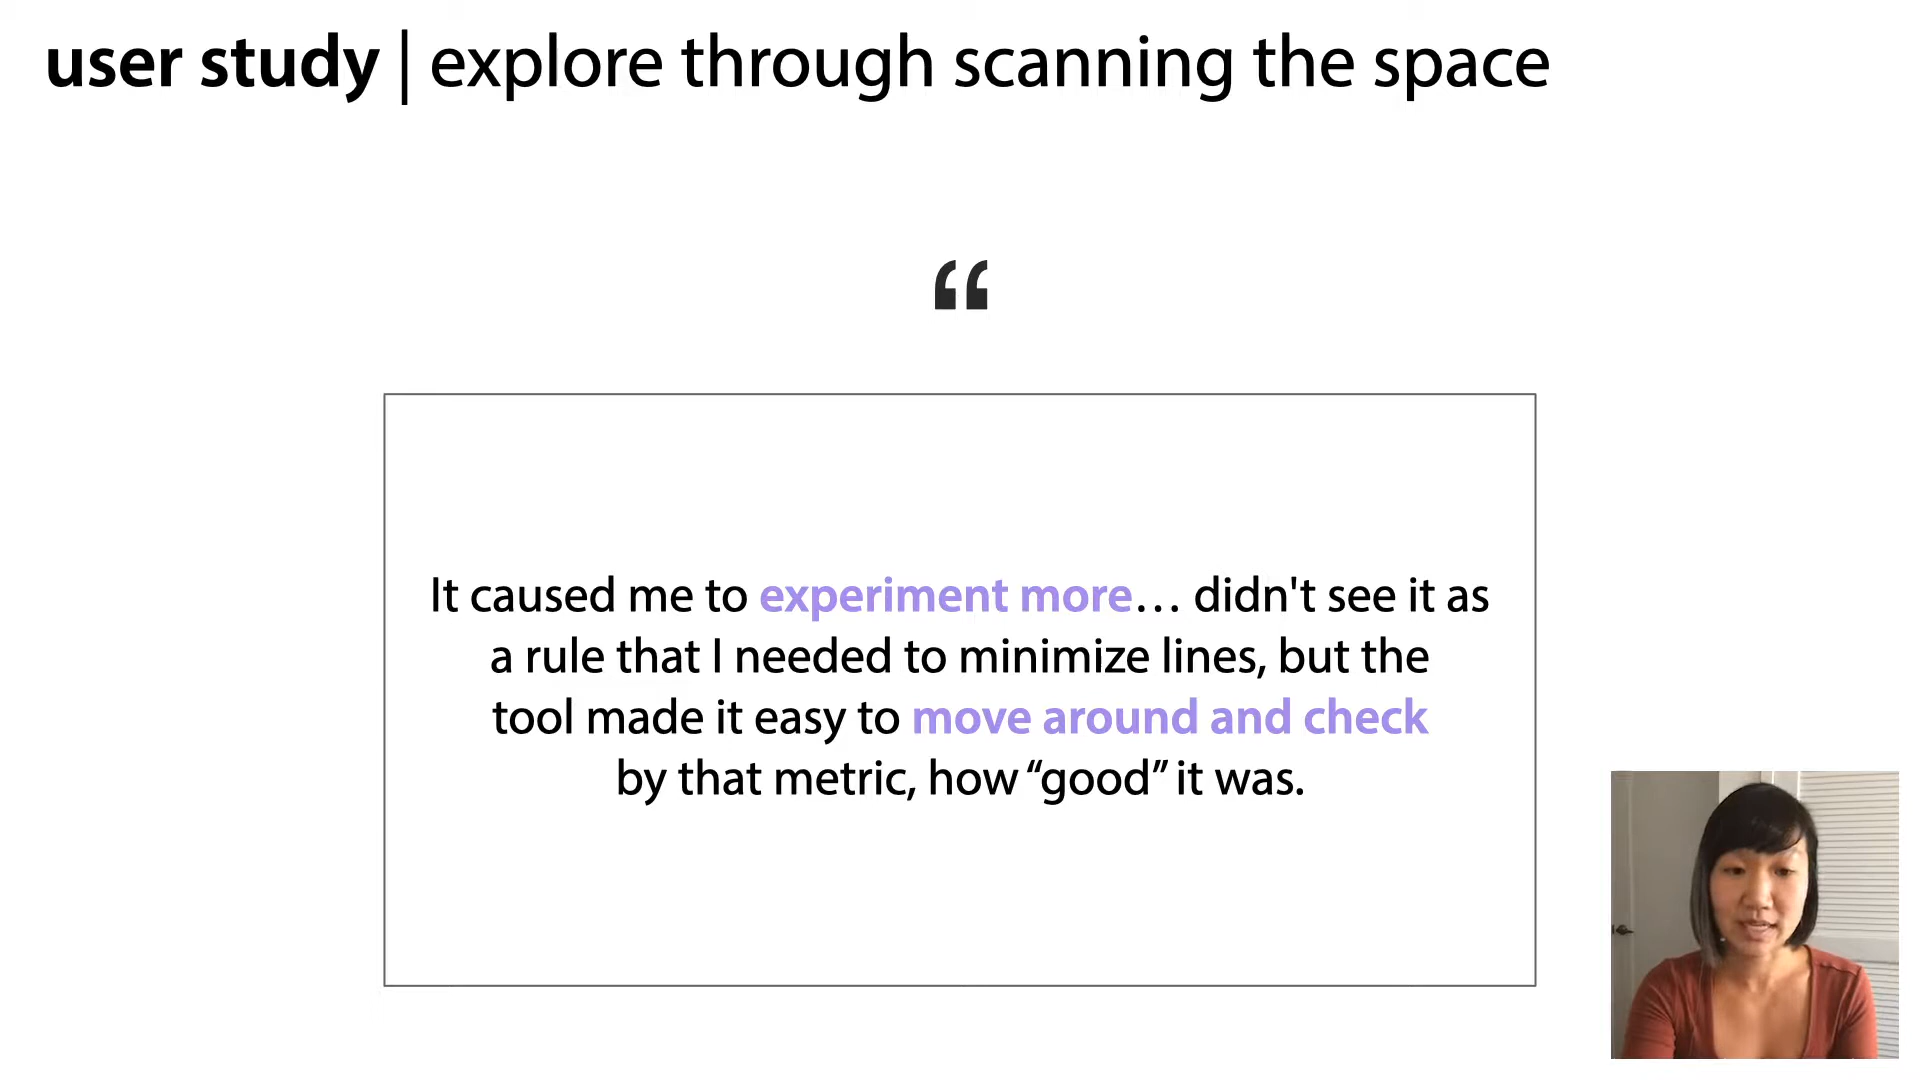 user study | explore through scanning the space
“
It caused me to experiment more… didn't see it as
a rule that I needed to minimize lines, but the
tool made it easy to move around and check
by that metric, how “good” it was.